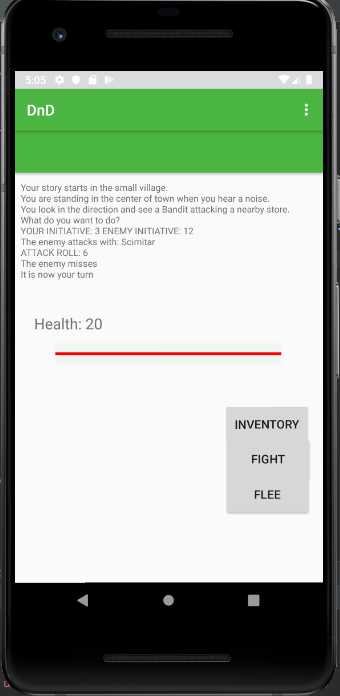 5:05
DnD
Your story starts in the small village.
You are standing in the center of town when you hear a noise.
You look in the direction and see a Bandit attacking a nearby store.
What do you want to do?
YOUR INITIATIVE: 3 ENEMY INITIATIVE: 12
The enemy attacks with: Scimitar
ATTACK ROLL: 6
The enemy misses
It is now your turn
Health: 20
INVENTORY
FIGHT
FLEE